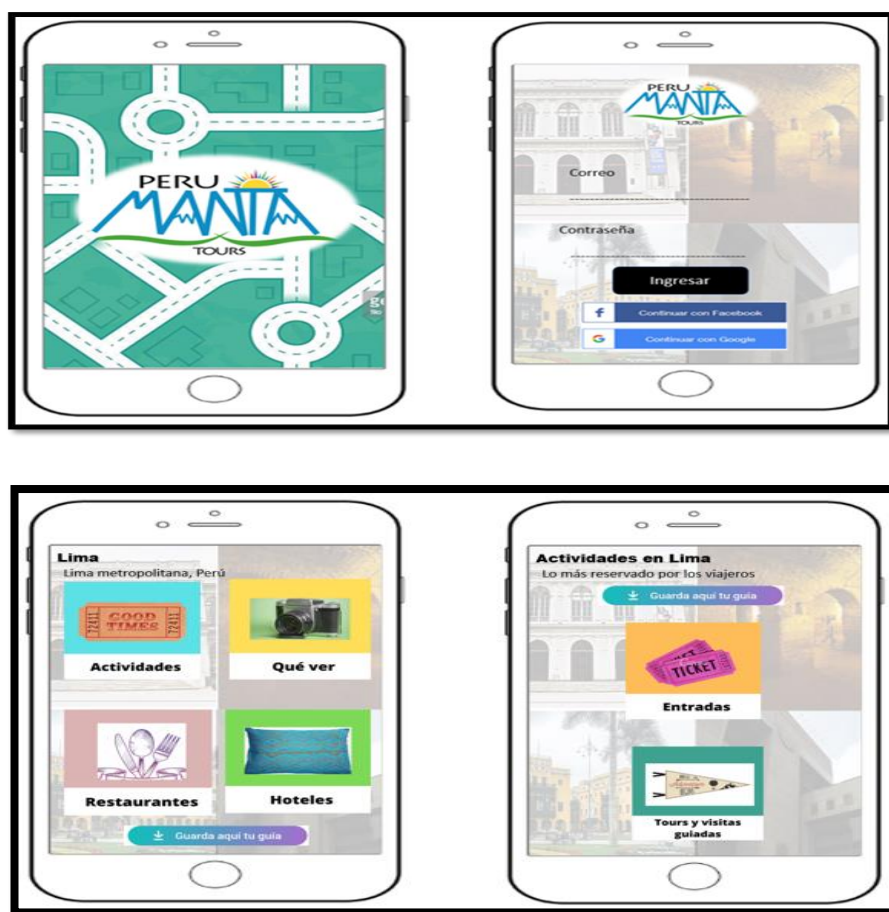 PERU
MANTA
TOURS
PERU
MANTA
TOURS
Correo
Contraseña
Ingresar
f Continuar con Facebook
G Continuar con Google
Lima
Lima metropolitana, Perú
72411 GOOD TIMES 72411
Actividades
Qué ver
Restaurantes
Hoteles
Guarda aquí tu guía
Actividades en Lima
Lo más reservado por los viajeros
Guarda aquí tu guía
TICKET
Entradas
Tours y visitas
guiadas